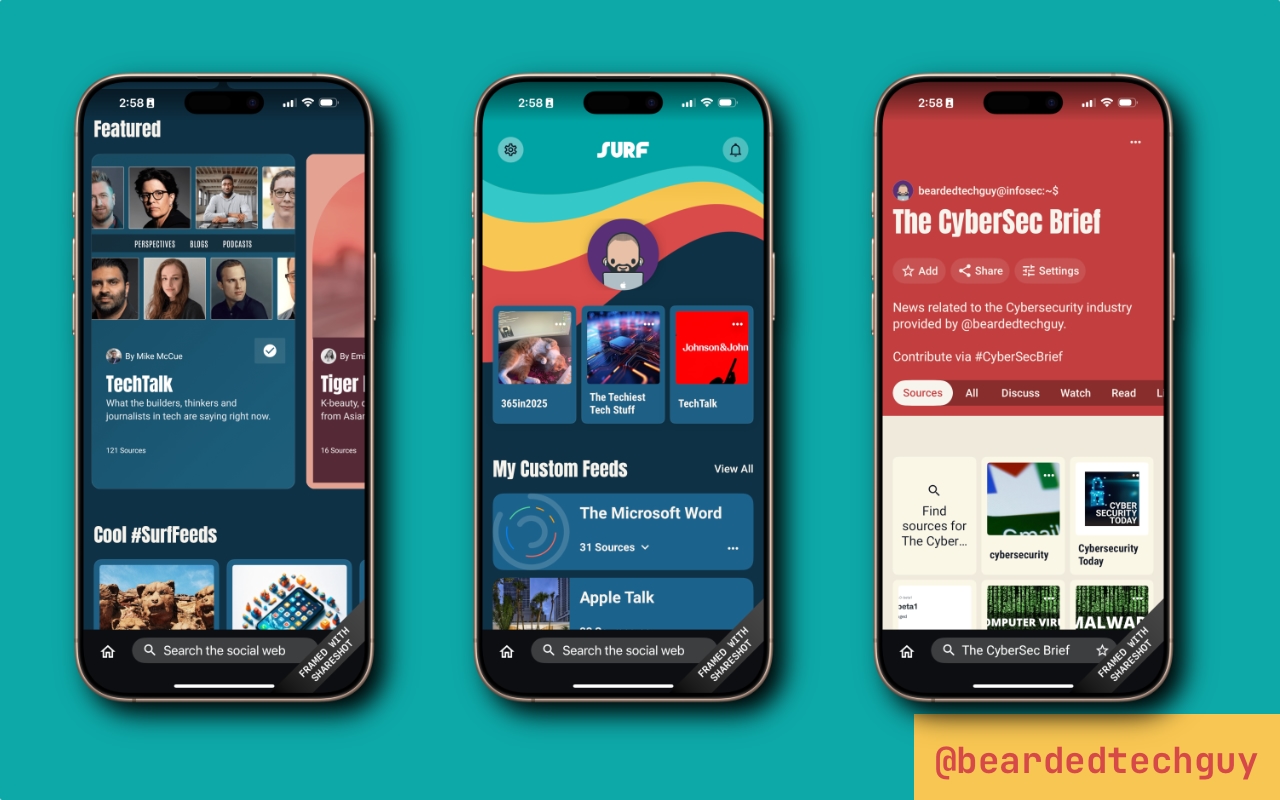 2:58
Featured
PERSPECTIVES BLOGS PODCASTS
By Mike McCue
TechTalk
What the builders, thinkers and
journalists in tech are saying right now.
121 Sources
By Emi
Tiger
K-beauty,
from Asian
16 Sources
Cool #SurfFeeds
Search the social web
FRAMED WITH
SHARESHOT
2:58
SURF
Johnson&John
365in2025
The Techiest
Tech Stuff
TechTalk
My Custom Feeds
View All
The Microsoft Word
31 Sources
Apple Talk
Search the social web
FRAMED WITH
SHARESHOT
2:58
beardedtechguy@infosec:~$
The CyberSec Brief
Add
Share
Settings
News related to the Cybersecurity industry
provided by @beardedtechguy.
Contribute via #CyberSecBrief
Sources All Discuss Watch Read L
Find
sources for
The Cyber...
Gmail
cybersecurity
CYBER
SECURITY
TODAY
Cybersecurity
Today
beta1
OMPUTER VIRU
MALWAR
The CyberSec Brief
FRAMED WITH
SHARESHOT
@beardedtechguy